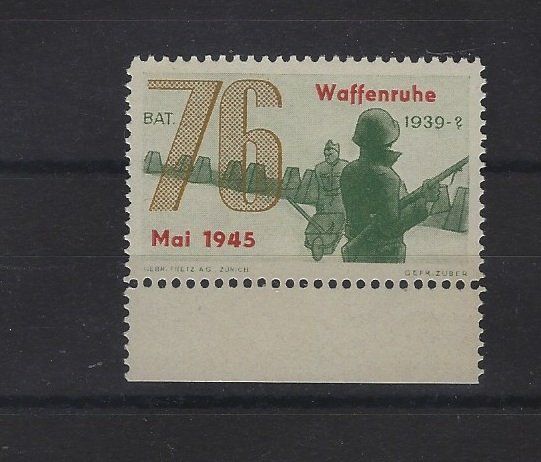 Waffenruhe
BAT. 76 1939-?
Mai 1945
GEBR. FRETZ AG. ZÜRICH
GEFR. ZUBER